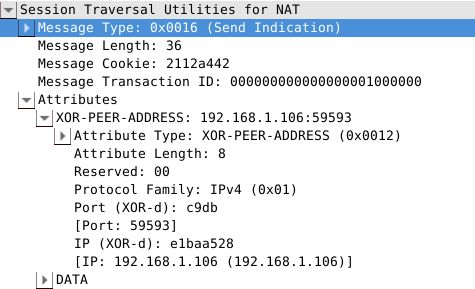 Session Traversal Utilities for NAT
Message Type: 0x0016 (Send Indication)
Message Length: 36
Message Cookie: 2112a442
Message Transaction ID: 000000000000000001000000
Attributes
XOR-PEER-ADDRESS: 192.168.1.106:59593
Attribute Type: XOR-PEER-ADDRESS (0x0012)
Attribute Length: 8
Reserved: 00
Protocol Family: IPv4 (0x01)
Port (XOR-d): c9db
[Port: 59593]
IP (XOR-d): e1baa528
[IP: 192.168.1.106 (192.168.1.106)]
DATA